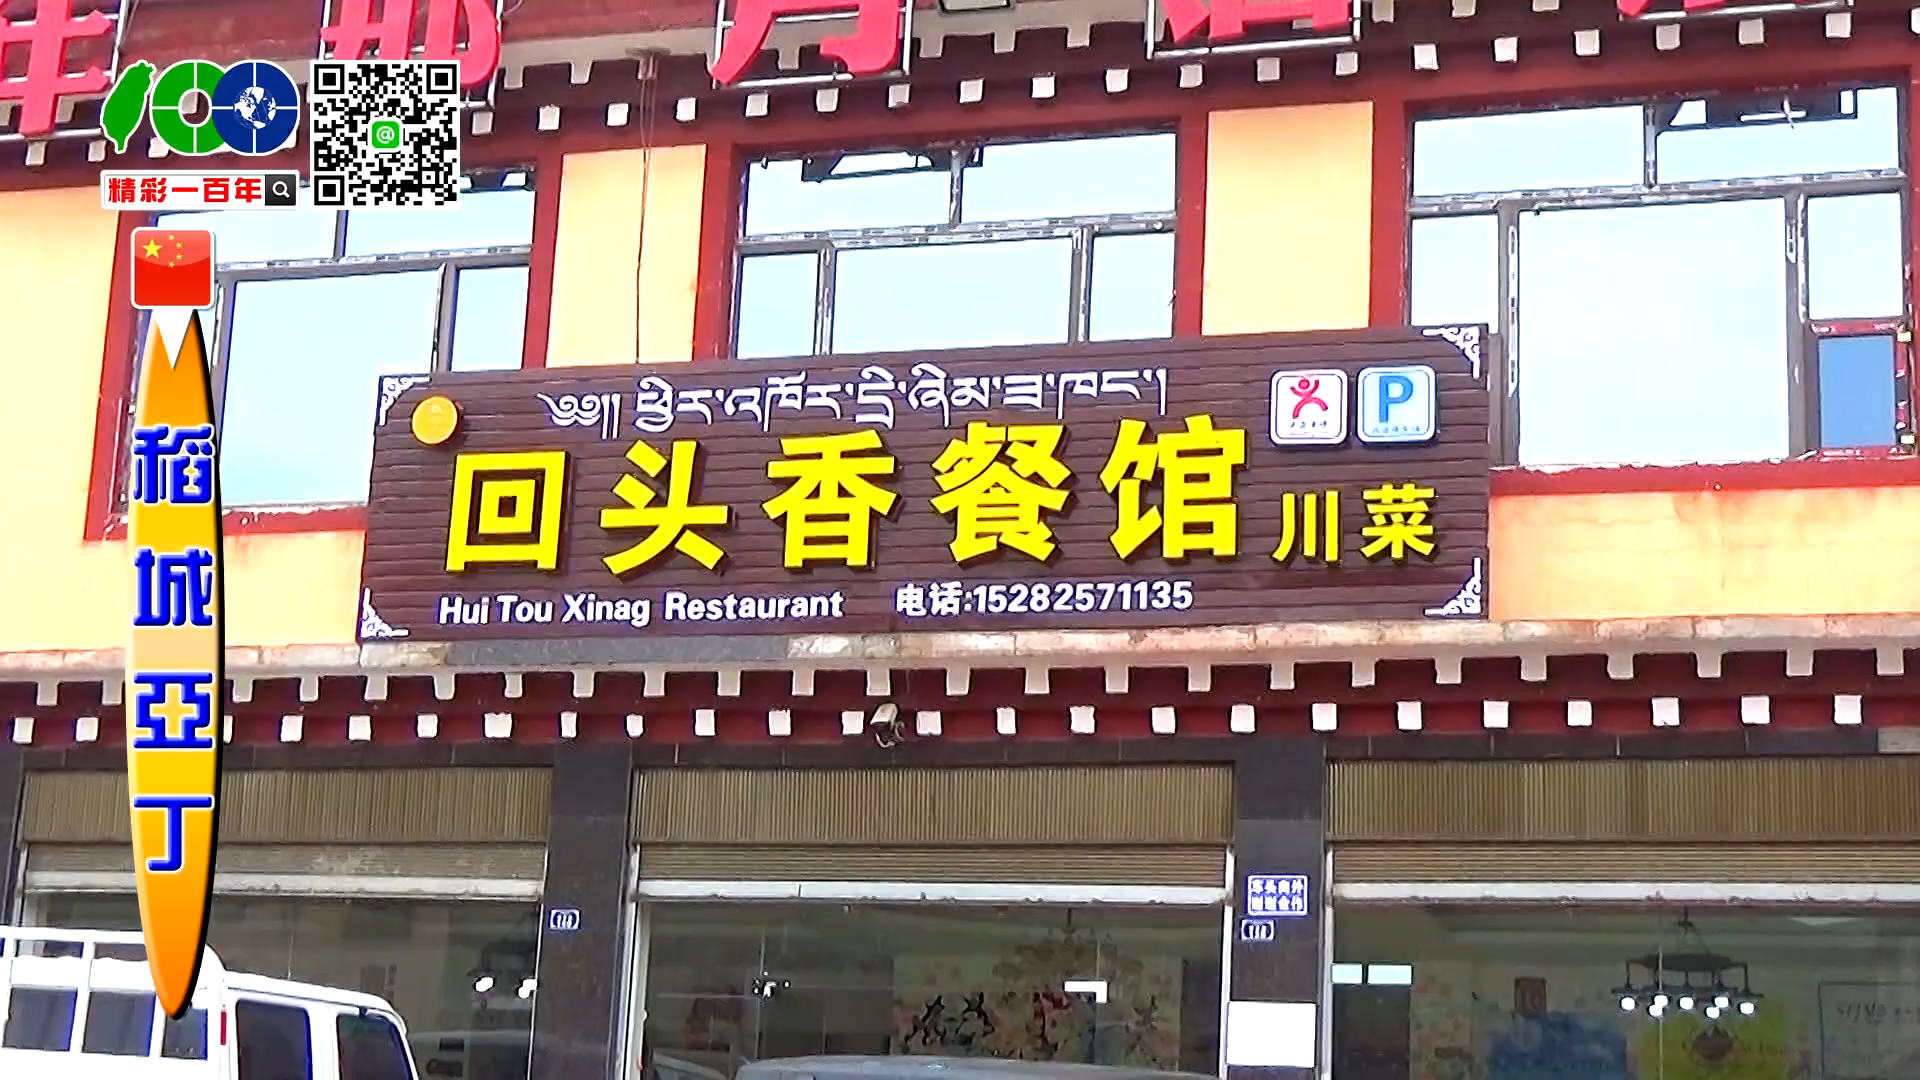 精彩一百年
稻城亞丁
༄༅།། ཕྱིར་འཁོར་དྲི་ཞིམ་ཟ་ཁང་།
P
回头香餐馆 川菜
Hui Tou Xinag Restaurant 电话:15282571135